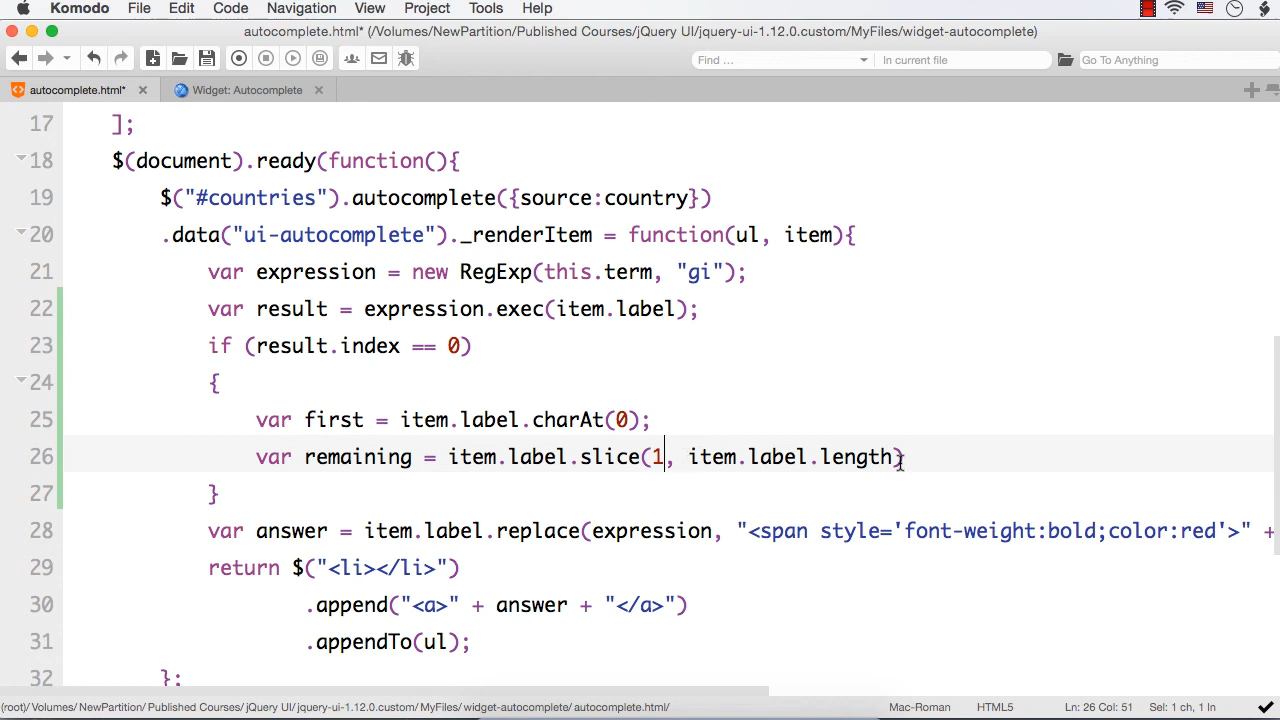 Komodo File Edit Code Navigation View Project Tools Help
autocomplete.html* (/Volumes/NewPartition/Published Courses/jQuery UI/jquery-ui-1.12.0.custom/MyFiles/widget-autocomplete)
Find ... In current file Go To Anything
autocomplete.html* Widget: Autocomplete
17 ];
18 $(document).ready(function(){
19 $("#countries").autocomplete({source:country})
20 .data("ui-autocomplete")._renderItem = function(ul, item){
21 var expression = new RegExp(this.term, "gi");
22 var result = expression.exec(item.label);
23 if (result.index == 0)
24 {
25 var first = item.label.charAt(0);
26 var remaining = item.label.slice(1, item.label.length)
27 }
28 var answer = item.label.replace(expression, "<span style='font-weight:bold;color:red'>" +
29 return $("<li></li>")
30 .append("<a>" + answer + "</a>")
31 .appendTo(ul);
32 };
(root)/ Volumes/ NewPartition/ Published Courses/ jQuery UI/ jquery-ui-1.12.0.custom/ MyFiles/ widget-autocomplete/ autocomplete.html/ Mac-Roman HTML5 Ln: 26 Col: 51 Sel: 1 ch, 1 ln